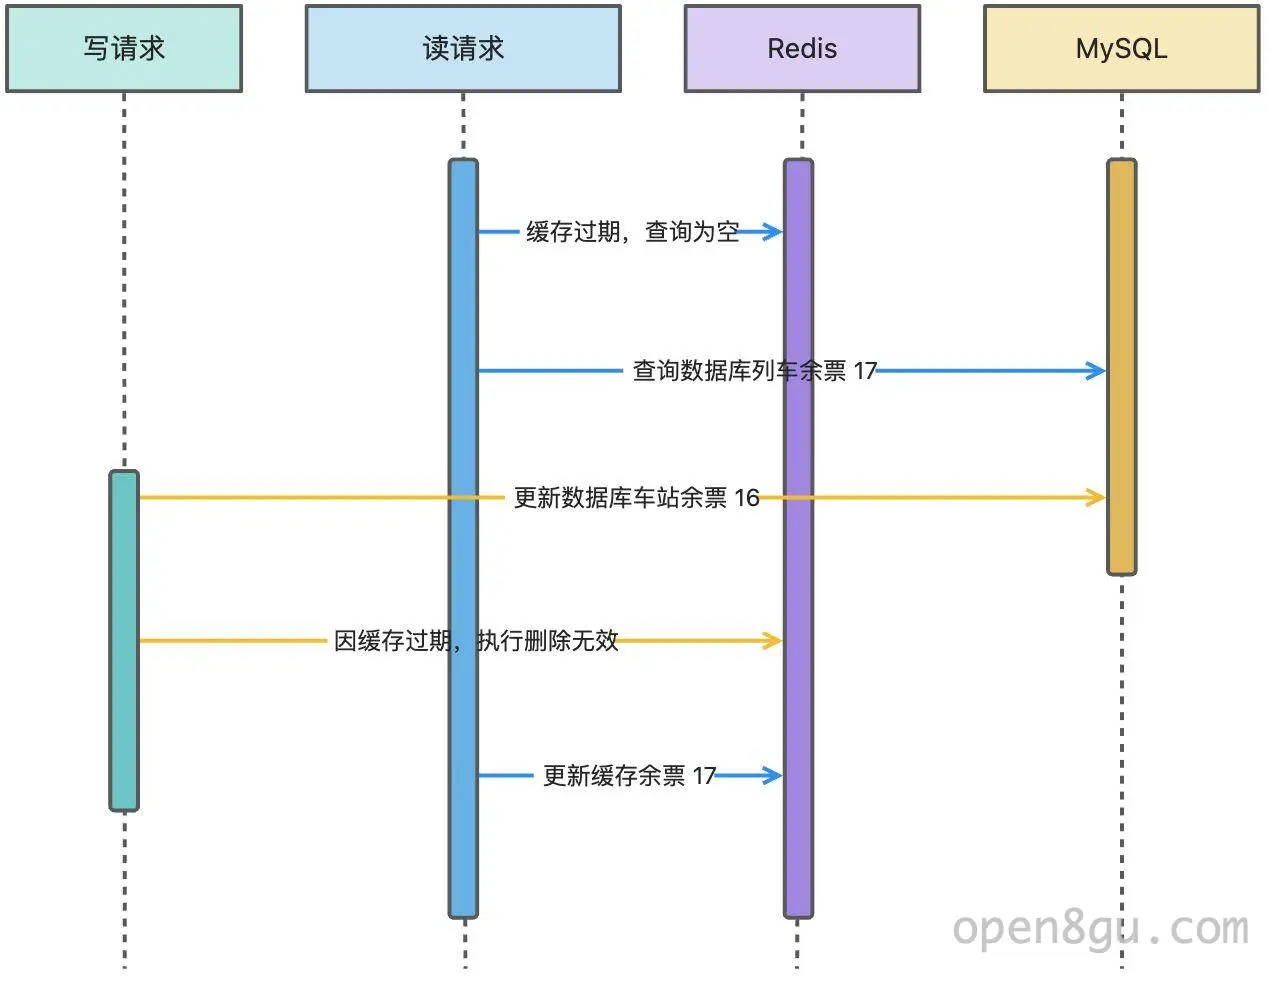 写请求
读请求
Redis
MySQL
缓存过期，查询为空
查询数据库列车余票 17
更新数据库车站余票 16
因缓存过期，执行删除无效
更新缓存余票 17
open8gu.com